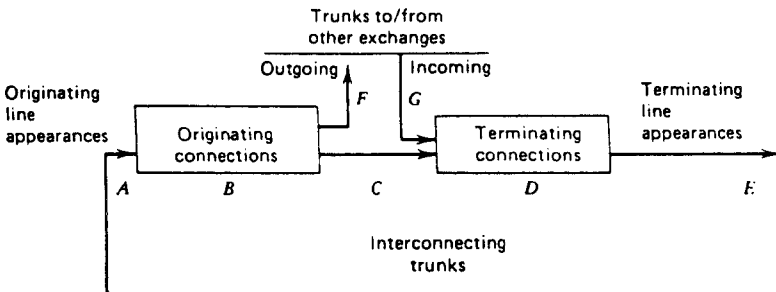 Trunks to/from
other exchanges
Outgoing
Incoming
F
G
Originating
line
appearances
Originating
connections
Terminating
connections
Terminating
line
appearances
A
B
C
D
E
Interconnecting
trunks